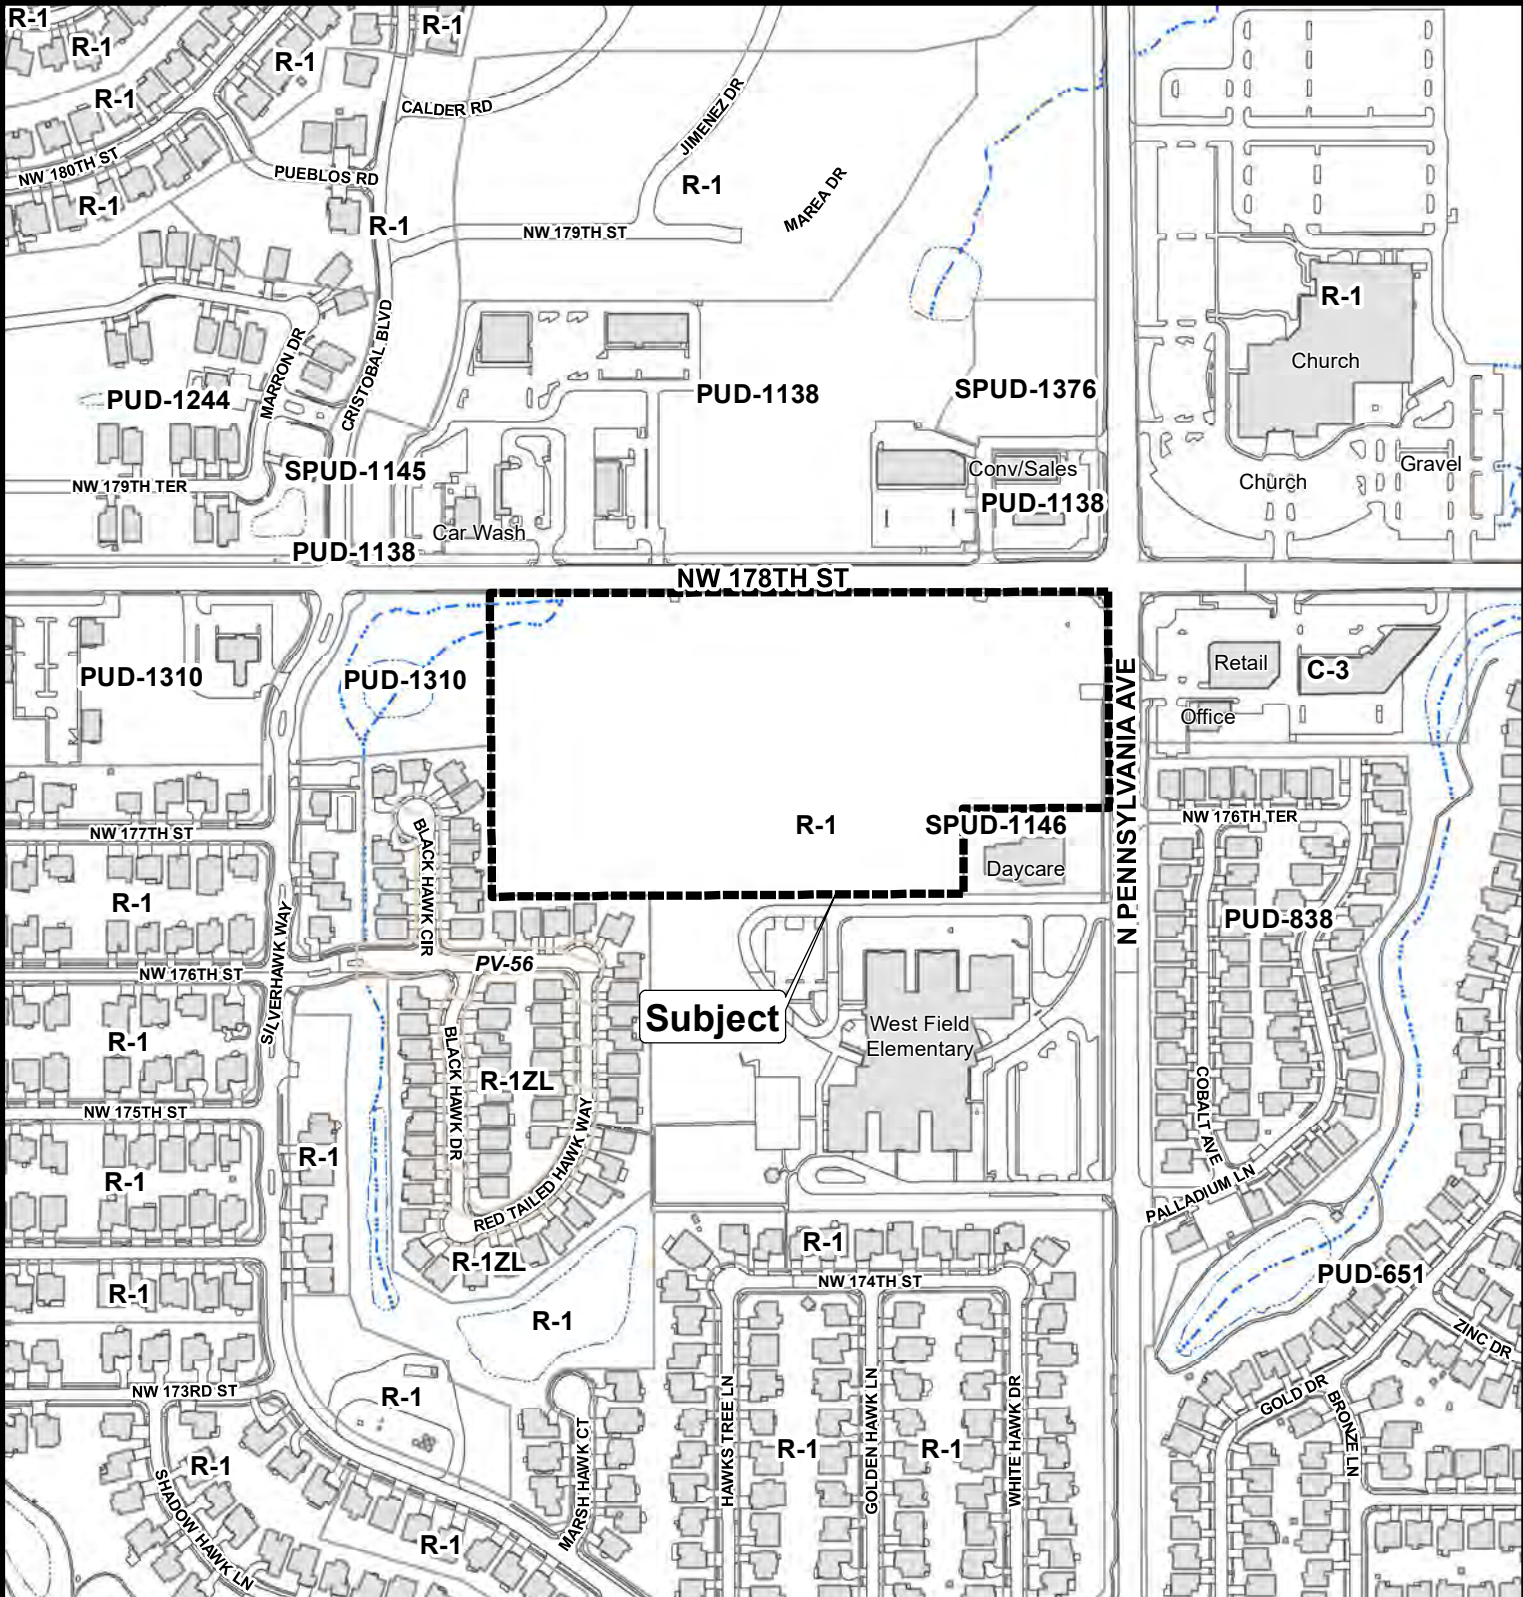 R-1
R-1
R-1
R-1
R-1
CALDER RD
JIMENEZ DR
NW 180TH ST
PUEBLOS RD
R-1
R-1
R-1
MAREA DR
NW 179TH ST
R-1
Church
MARRON DR
CRISTOBAL BLVD
PUD-1244
PUD-1138
SPUD-1376
SPUD-1145
Conv/Sales
PUD-1138
Church
Gravel
NW 179TH TER
Car Wash
PUD-1138
NW 178TH ST
PUD-1310
PUD-1310
N PENNSYLVANIA AVE
Retail
C-3
Office
NW 177TH ST
BLACK HAWK CIR
R-1
SPUD-1146
NW 176TH TER
Daycare
R-1
PUD-838
SILVERHAWK WAY
NW 176TH ST
PV-56
Subject
West Field
Elementary
R-1
BLACK HAWK DR
R-1ZL
COBALT AVE
NW 175TH ST
RED TAILED HAWK WAY
R-1
R-1
PALLADIUM LN
R-1ZL
R-1
NW 174TH ST
PUD-651
R-1
R-1
ZINC DR
NW 173RD ST
R-1
HAWKS TREE LN
GOLDEN HAWK LN
WHITE HAWK DR
GOLD DR
BRONZE LN
R-1
R-1
R-1
MARSH HAWK CT
SHADOW HAWK LN
R-1